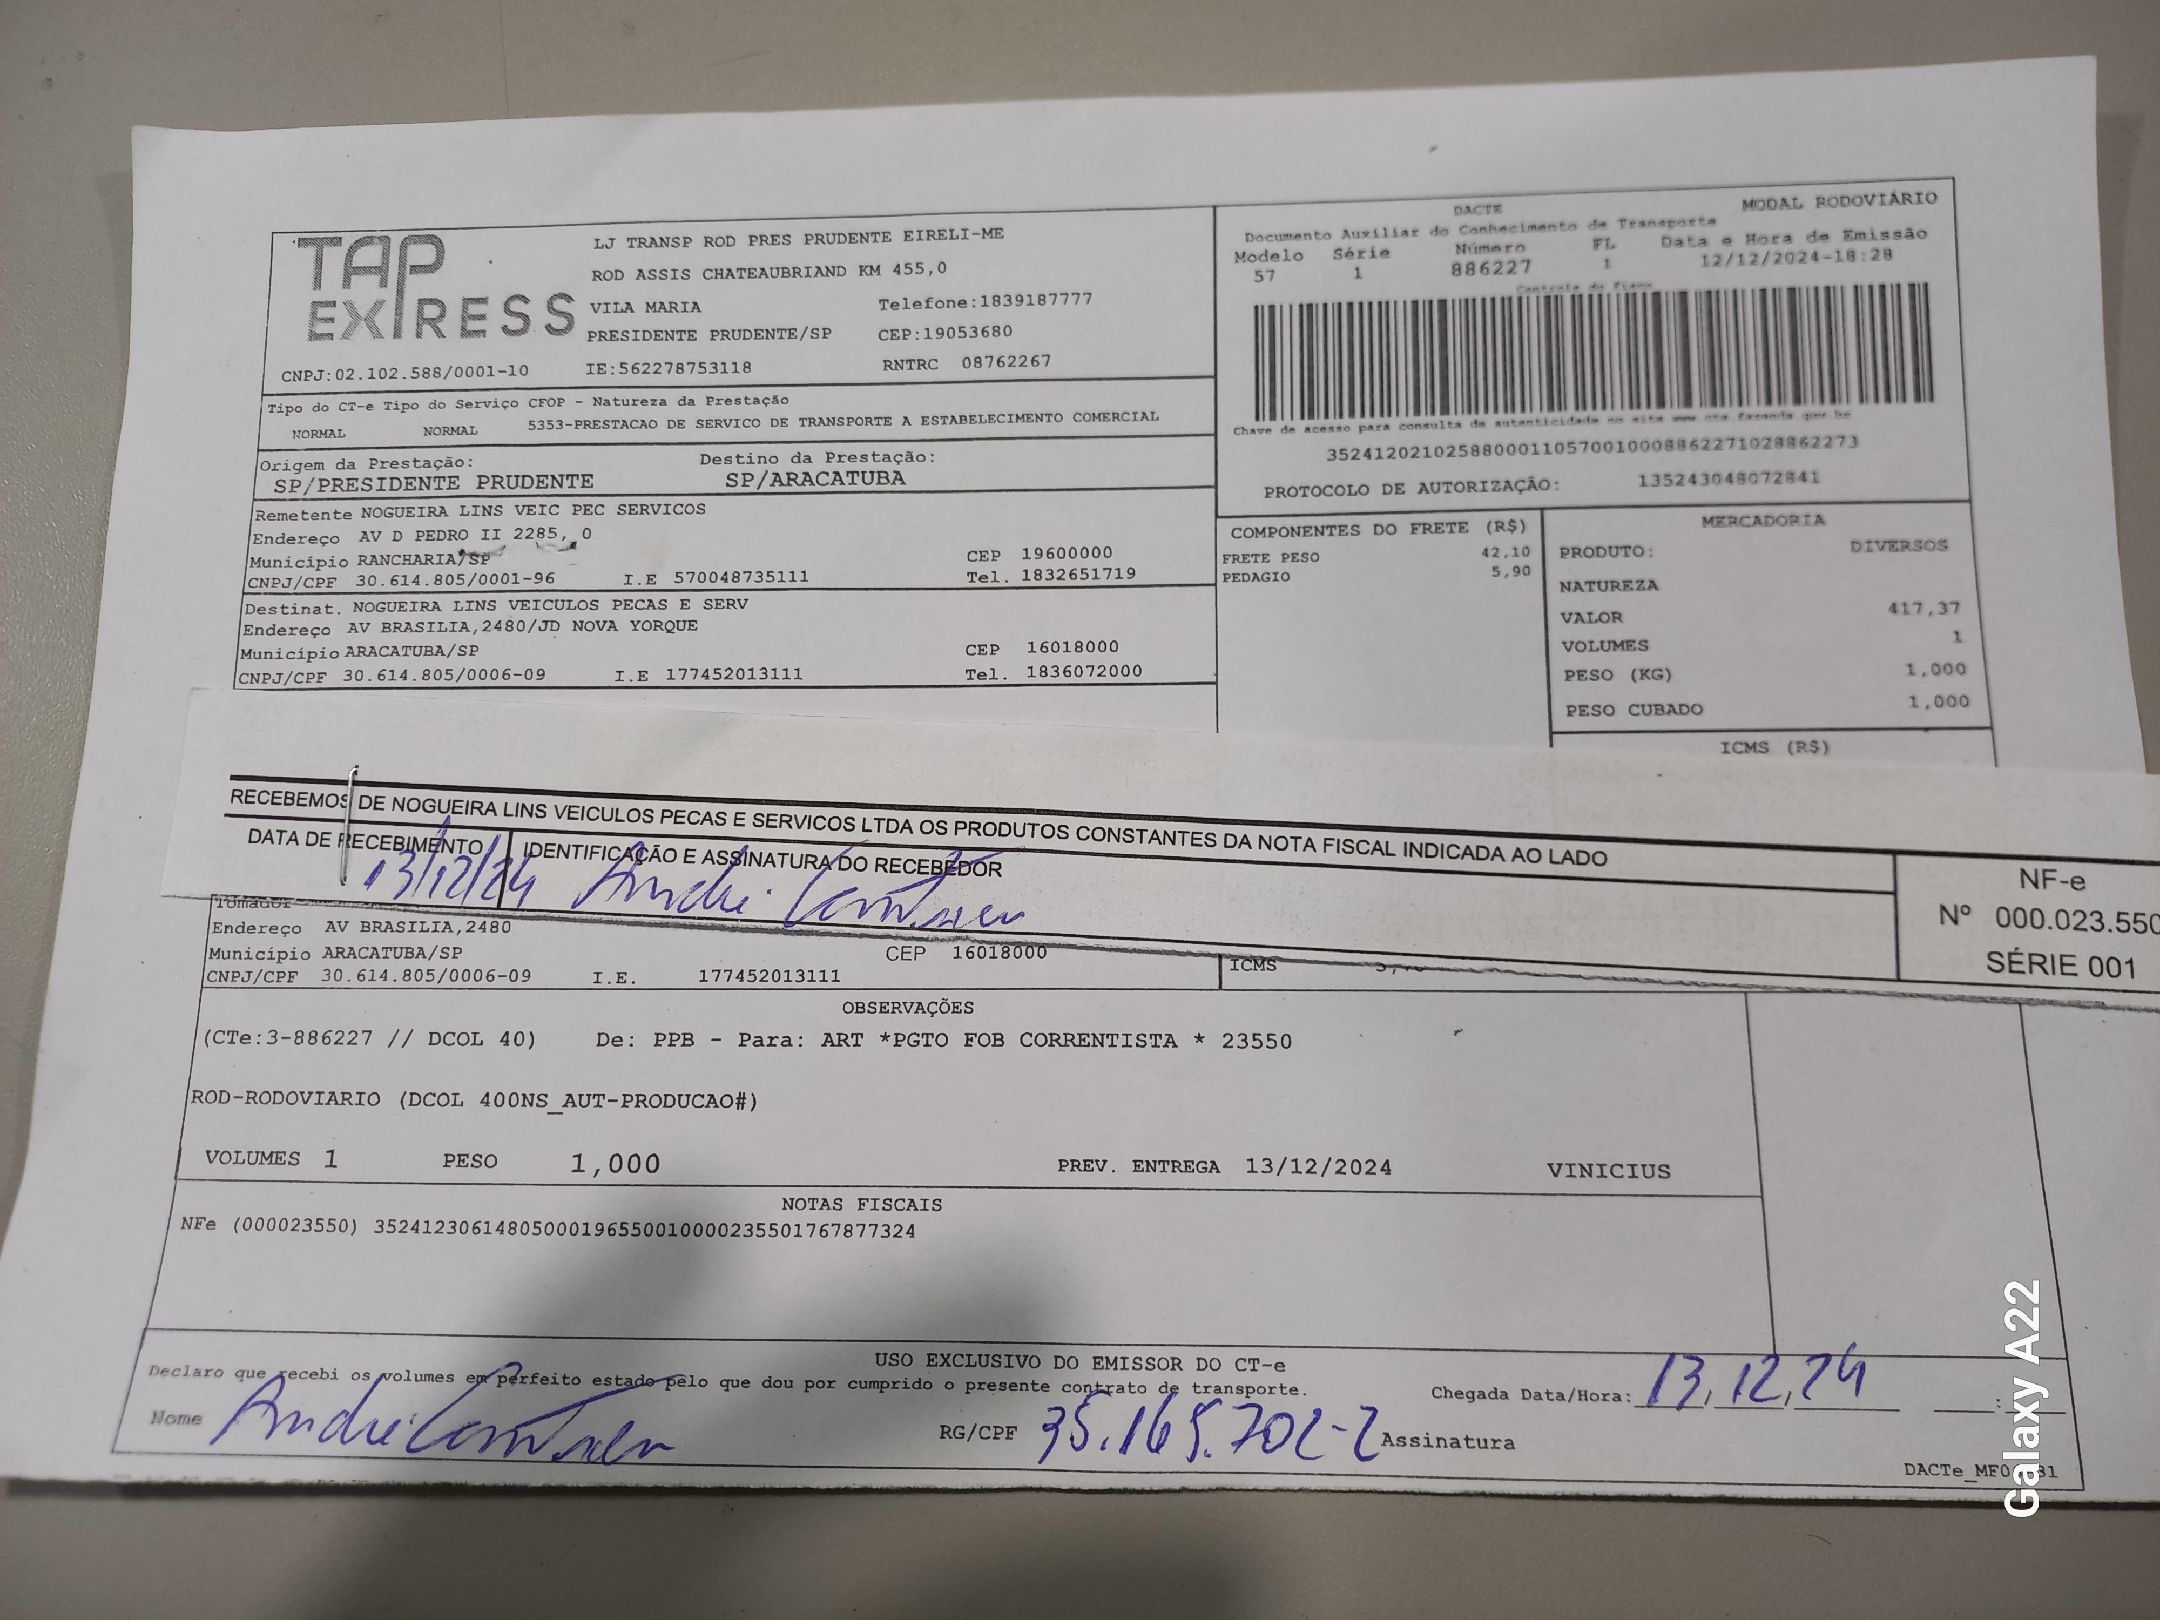 TAP EXPRESS
LJ TRANSP ROD PRES PRUDENTE EIRELI-ME
ROD ASSIS CHATEAUBRIAND KM 455,0
VILA MARIA Telefone:1839187777
PRESIDENTE PRUDENTE/SP CEP:19053680
CNPJ:02.102.588/0001-10 IE:562278753118 RNTRC 08762267
DACTE MODAL RODOVIÁRIO
Documento Auxiliar do Conhecimento de Transporte
Modelo Série Número FL Data e Hora de Emissão
57 1 886227 1 12/12/2024-18:28
Controle do Fisco
Chave de acesso para consulta de autenticidade no site www.cte.fazenda.gov.br
35241202102588000110570010008862271028862273
PROTOCOLO DE AUTORIZAÇÃO: 135243048072841
Tipo do CT-e Tipo do Serviço CFOP - Natureza da Prestação
NORMAL NORMAL 5353-PRESTACAO DE SERVICO DE TRANSPORTE A ESTABELECIMENTO COMERCIAL
Origem da Prestação: Destino da Prestação:
SP/PRESIDENTE PRUDENTE SP/ARACATUBA
Remetente NOGUEIRA LINS VEIC PEC SERVICOS
Endereço AV D PEDRO II 2285, 0
Município RANCHARIA/SP CEP 19600000
CNPJ/CPF 30.614.805/0001-96 I.E 570048735111 Tel. 1832651719
Destinat. NOGUEIRA LINS VEICULOS PECAS E SERV
Endereço AV BRASILIA,2480/JD NOVA YORQUE
Município ARACATUBA/SP CEP 16018000
CNPJ/CPF 30.614.805/0006-09 I.E 177452013111 Tel. 1836072000
COMPONENTES DO FRETE (R$)
FRETE PESO 42,10
PEDAGIO 5,90
MERCADORIA
PRODUTO: DIVERSOS
NATUREZA
VALOR 417,37
VOLUMES 1
PESO (KG) 1,000
PESO CUBADO 1,000
ICMS (R$)
RECEBEMOS DE NOGUEIRA LINS VEICULOS PECAS E SERVICOS LTDA OS PRODUTOS CONSTANTES DA NOTA FISCAL INDICADA AO LADO
DATA DE RECEBIMENTO IDENTIFICAÇÃO E ASSINATURA DO RECEBEDOR
13/12/24 André
NF-e
Nº 000.023.550
SÉRIE 001
Tomador
Endereço AV BRASILIA,2480
Município ARACATUBA/SP CEP 16018000
CNPJ/CPF 30.614.805/0006-09 I.E. 177452013111
ICMS
OBSERVAÇÕES
(CTe:3-886227 // DCOL 40) De: PPB - Para: ART *PGTO FOB CORRENTISTA * 23550
ROD-RODOVIARIO (DCOL 400NS_AUT-PRODUCAO#)
VOLUMES 1 PESO 1,000 PREV. ENTREGA 13/12/2024 VINICIUS
NOTAS FISCAIS
NFe (000023550) 35241230614805000196550010000235501767877324
USO EXCLUSIVO DO EMISSOR DO CT-e
Declaro que recebi os volumes em perfeito estado pelo que dou por cumprido o presente contrato de transporte. Chegada Data/Hora: 13,12,24 :
Nome André RG/CPF 35.165.702-2 Assinatura
Galaxy A22